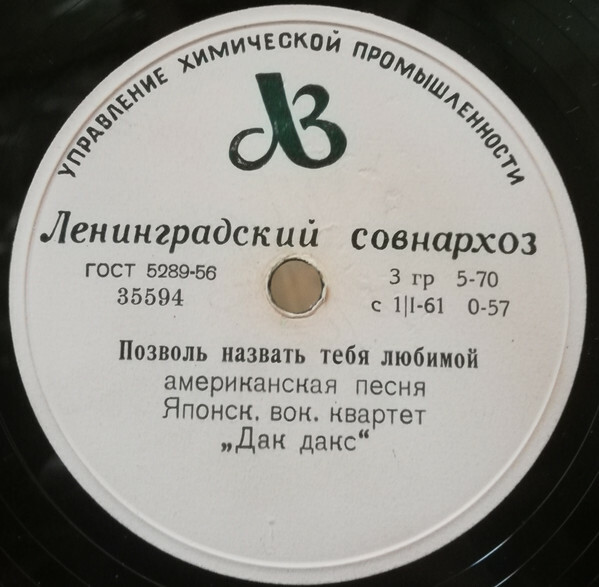 УПРАВЛЕНИЕ ХИМИЧЕСКОЙ ПРОМЫШЛЕННОСТИ
ЛЗ
Ленинградский совнархоз
ГОСТ 5289-56
35594
3 гр 5-70
с 1|I-61 0-57
Позволь назвать тебя любимой
американская песня
Японск. вок. квартет
„Дак дакс“